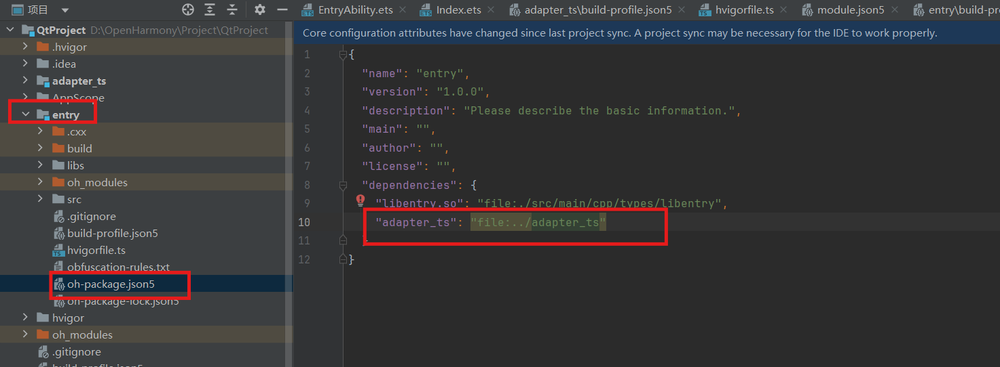 项目
EntryAbility.ets
Index.ets
adapter_ts\build-profile.json5
hvigorfile.ts
module.json5
QtProject D:\OpenHarmony\Project\QtProject
.hvigor
.idea
adapter_ts
AppScope
entry
.cxx
build
libs
oh_modules
src
.gitignore
build-profile.json5
hvigorfile.ts
obfuscation-rules.txt
oh-package.json5
oh-package-lock.json5
hvigor
oh_modules
.gitignore
build-profile.json5
Core configuration attributes have changed since last project sync. A project sync may be necessary for the IDE to work properly.
1 {
2 "name": "entry",
3 "version": "1.0.0",
4 "description": "Please describe the basic information.",
5 "main": "",
6 "author": "",
7 "license": "",
8 "dependencies": {
9 "libentry.so": "file:./src/main/cpp/types/libentry",
10 "adapter_ts": "file:../adapter_ts"
11 }
12 }